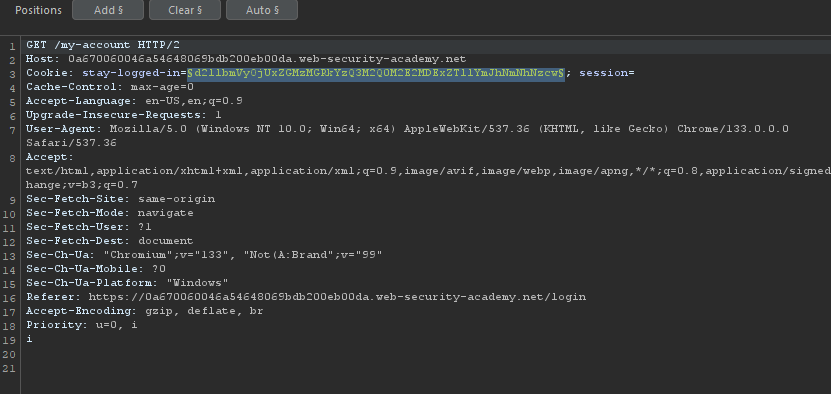 Positions Add § Clear § Auto §
1 GET /my-account HTTP/2
2 Host: 0a670060046a54648069bdb200eb00da.web-security-academy.net
3 Cookie: stay-logged-in=§d2llbmVyOjUxZGMzMGRkYzQ3M2Q0M2E2MDExZTllYmJhNmNhNzcw§; session=
4 Cache-Control: max-age=0
5 Accept-Language: en-US,en;q=0.9
6 Upgrade-Insecure-Requests: 1
7 User-Agent: Mozilla/5.0 (Windows NT 10.0; Win64; x64) AppleWebKit/537.36 (KHTML, like Gecko) Chrome/133.0.0.0
Safari/537.36
8 Accept:
text/html,application/xhtml+xml,application/xml;q=0.9,image/avif,image/webp,image/apng,*/*;q=0.8,application/signed
hange;v=b3;q=0.7
9 Sec-Fetch-Site: same-origin
10 Sec-Fetch-Mode: navigate
11 Sec-Fetch-User: ?1
12 Sec-Fetch-Dest: document
13 Sec-Ch-Ua: "Chromium";v="133", "Not(A:Brand";v="99"
14 Sec-Ch-Ua-Mobile: ?0
15 Sec-Ch-Ua-Platform: "Windows"
16 Referer: https://0a670060046a54648069bdb200eb00da.web-security-academy.net/login
17 Accept-Encoding: gzip, deflate, br
18 Priority: u=0, i
19 i
20
21